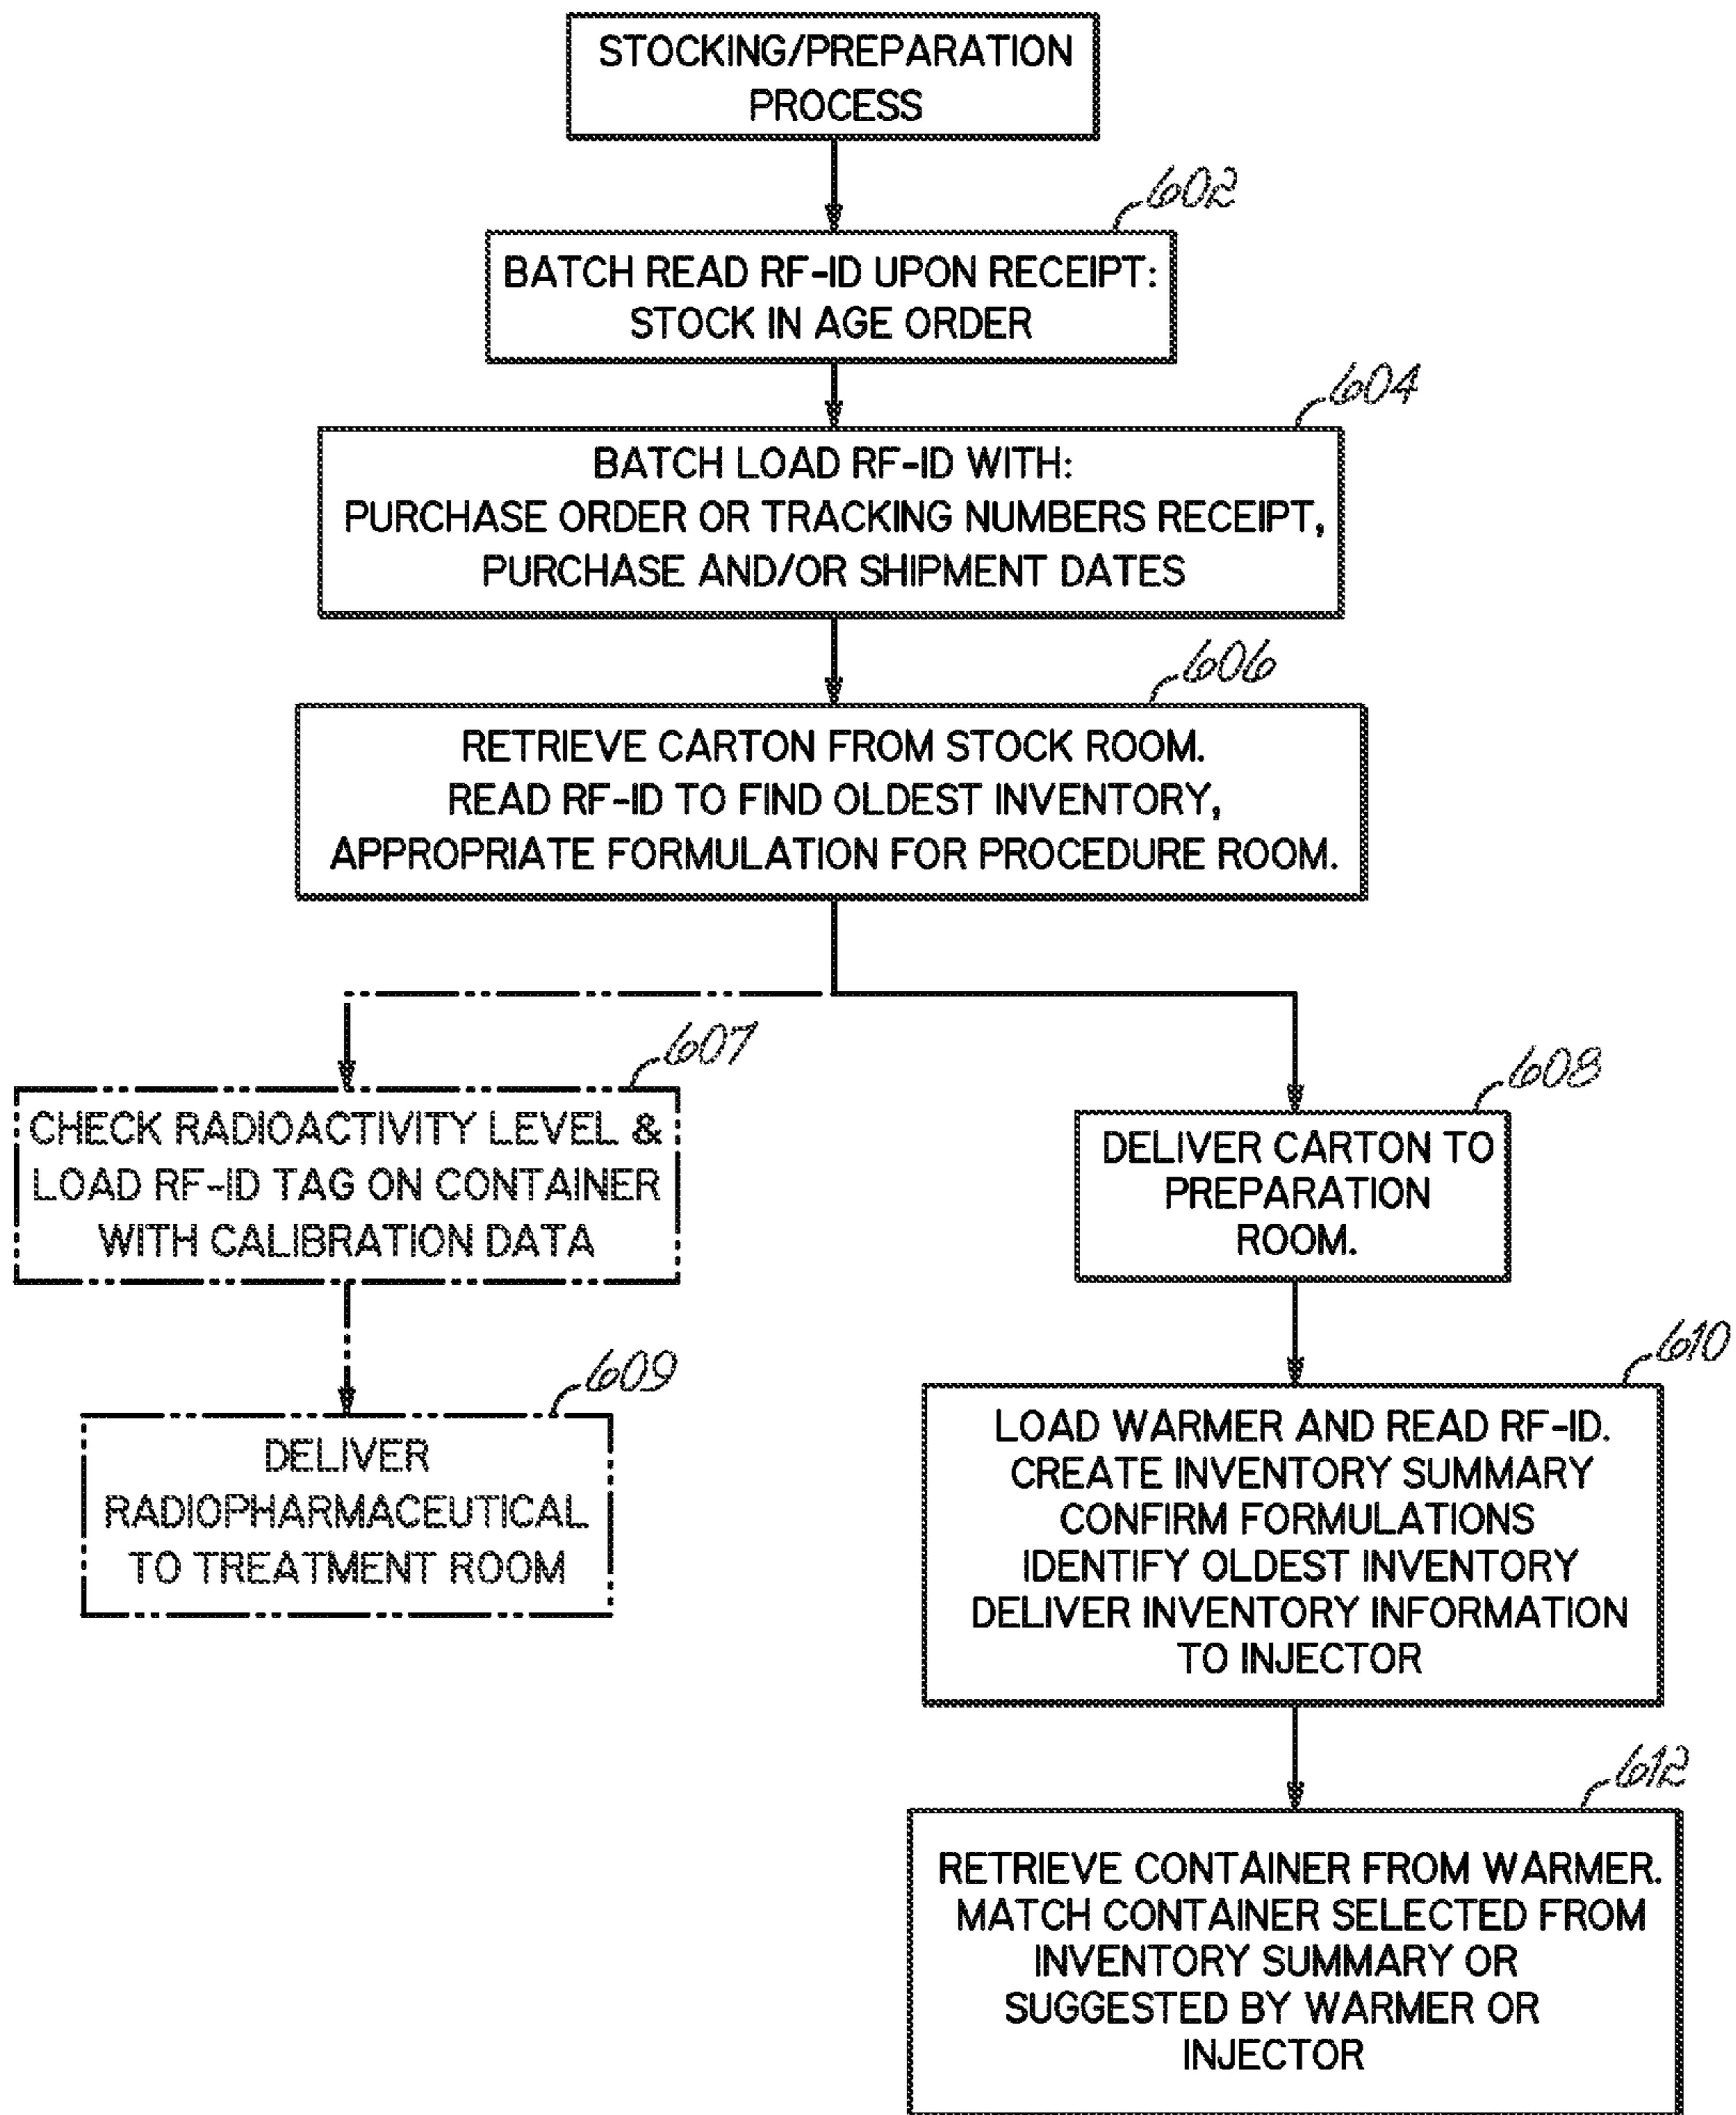 STOCKING/PREPARATION
PROCESS
602
BATCH READ RF-ID UPON RECEIPT:
STOCK IN AGE ORDER
604
BATCH LOAD RF-ID WITH:
PURCHASE ORDER OR TRACKING NUMBERS RECEIPT,
PURCHASE AND/OR SHIPMENT DATES
606
RETRIEVE CARTON FROM STOCK ROOM.
READ RF-ID TO FIND OLDEST INVENTORY,
APPROPRIATE FORMULATION FOR PROCEDURE ROOM.
607
CHECK RADIOACTIVITY LEVEL &
LOAD RF-ID TAG ON CONTAINER
WITH CALIBRATION DATA
609
DELIVER
RADIOPHARMACEUTICAL
TO TREATMENT ROOM
608
DELIVER CARTON TO
PREPARATION
ROOM.
610
LOAD WARMER AND READ RF-ID.
CREATE INVENTORY SUMMARY
CONFIRM FORMULATIONS
IDENTIFY OLDEST INVENTORY
DELIVER INVENTORY INFORMATION
TO INJECTOR
612
RETRIEVE CONTAINER FROM WARMER.
MATCH CONTAINER SELECTED FROM
INVENTORY SUMMARY OR
SUGGESTED BY WARMER OR
INJECTOR